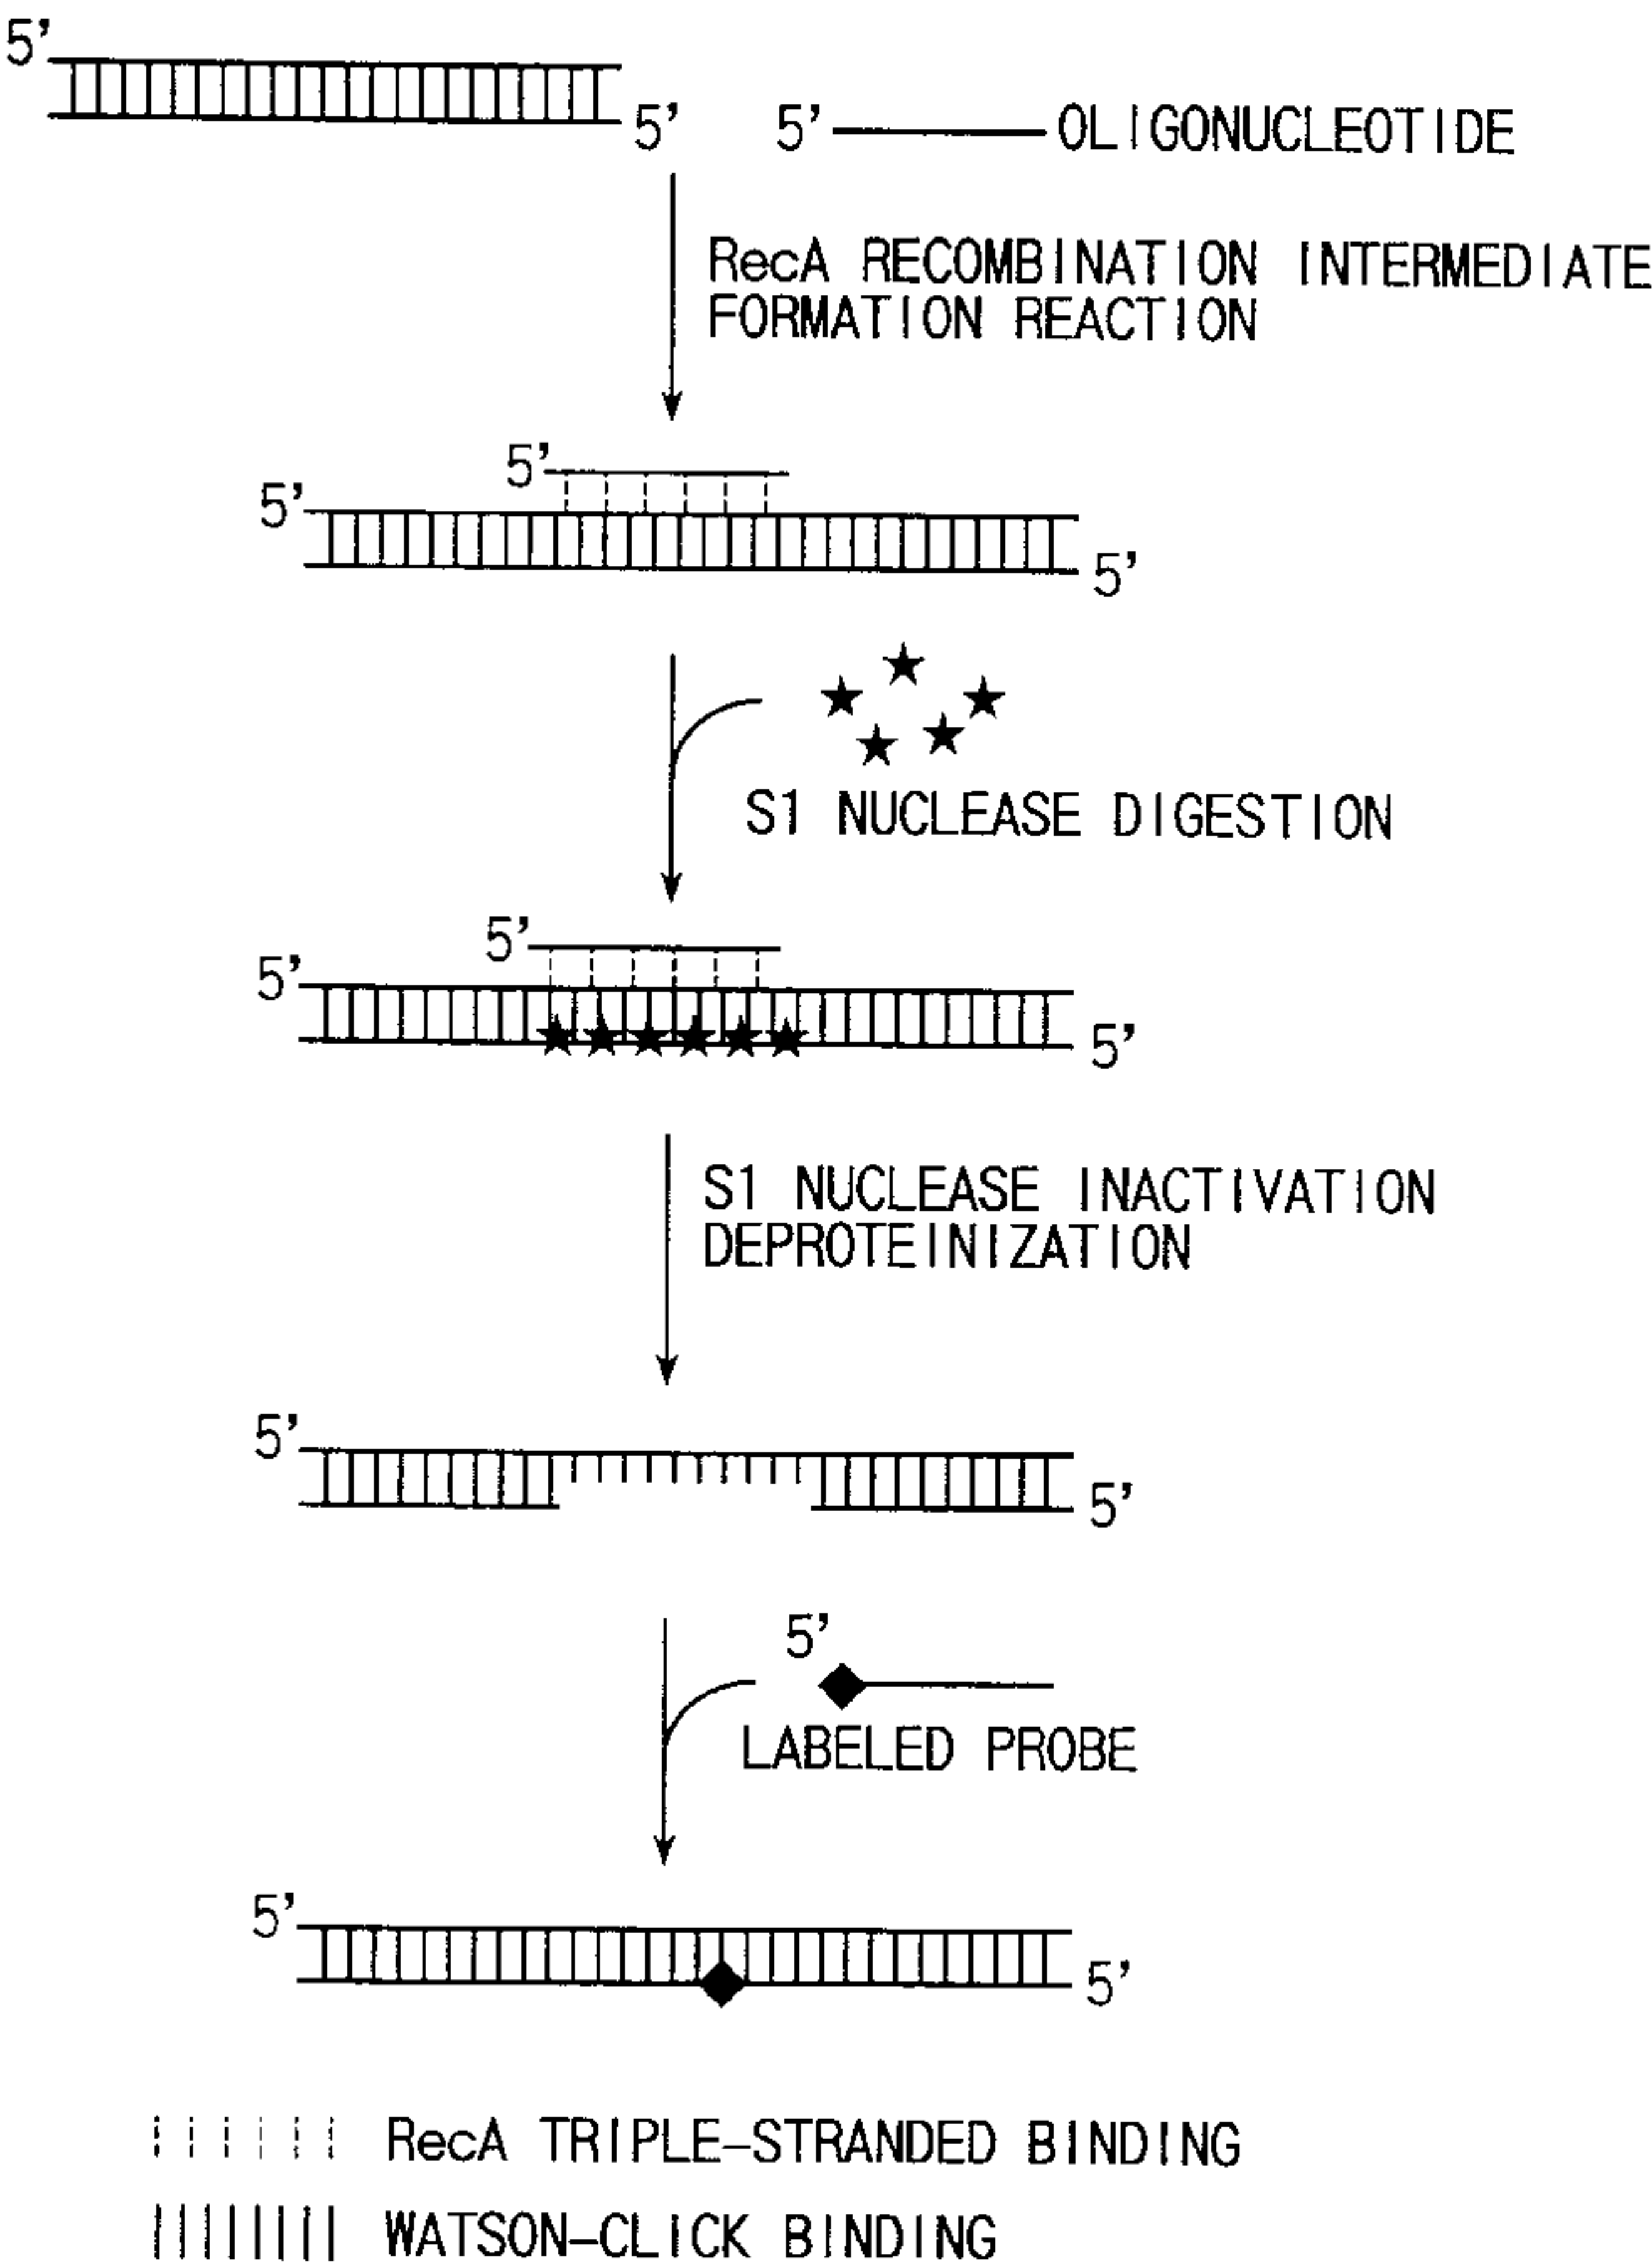 5'
5'
5' OLIGONUCLEOTIDE
RecA RECOMBINATION INTERMEDIATE
FORMATION REACTION
5'
5'
5'
S1 NUCLEASE DIGESTION
5'
5'
5'
S1 NUCLEASE INACTIVATION
DEPROTEINIZATION
5'
5'
5'
LABELED PROBE
5'
5'
RecA TRIPLE-STRANDED BINDING
WATSON-CLICK BINDING